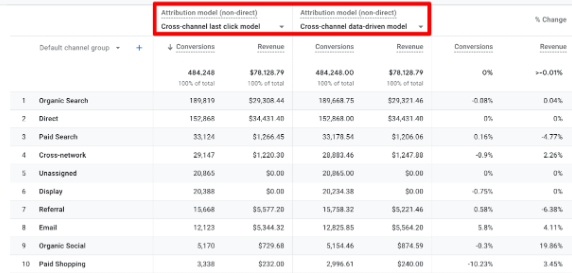 Attribution model (non-direct) Attribution model (non-direct)
Cross-channel last click model Cross-channel data-driven model % Change
Default channel group + ↓ Conversions Revenue Conversions Revenue Conversions Revenue
484,248 $78,128.79 484,248.00 $78,128.79 0% >-0.01%
100% of total 100% of total 100% of total 100% of total
1 Organic Search 189,819 $29,308.44 189,668.75 $29,321.46 -0.08% 0.04%
2 Direct 152,868 $34,431.40 152,868.00 $34,431.40 0% 0%
3 Paid Search 33,124 $1,266.45 33,178.54 $1,206.06 0.16% -4.77%
4 Cross-network 29,147 $1,220.30 28,883.46 $1,247.88 -0.9% 2.26%
5 Unassigned 20,865 $0.00 20,865.00 $0.00 0% 0%
6 Display 20,388 $0.00 20,234.38 $0.00 -0.75% 0%
7 Referral 15,668 $5,577.20 15,758.32 $5,221.46 0.58% -6.38%
8 Email 12,123 $5,344.32 12,825.85 $5,564.20 5.8% 4.11%
9 Organic Social 5,170 $729.68 5,154.46 $874.59 -0.3% 19.86%
10 Paid Shopping 3,338 $232.00 2,996.61 $240.00 -10.23% 3.45%